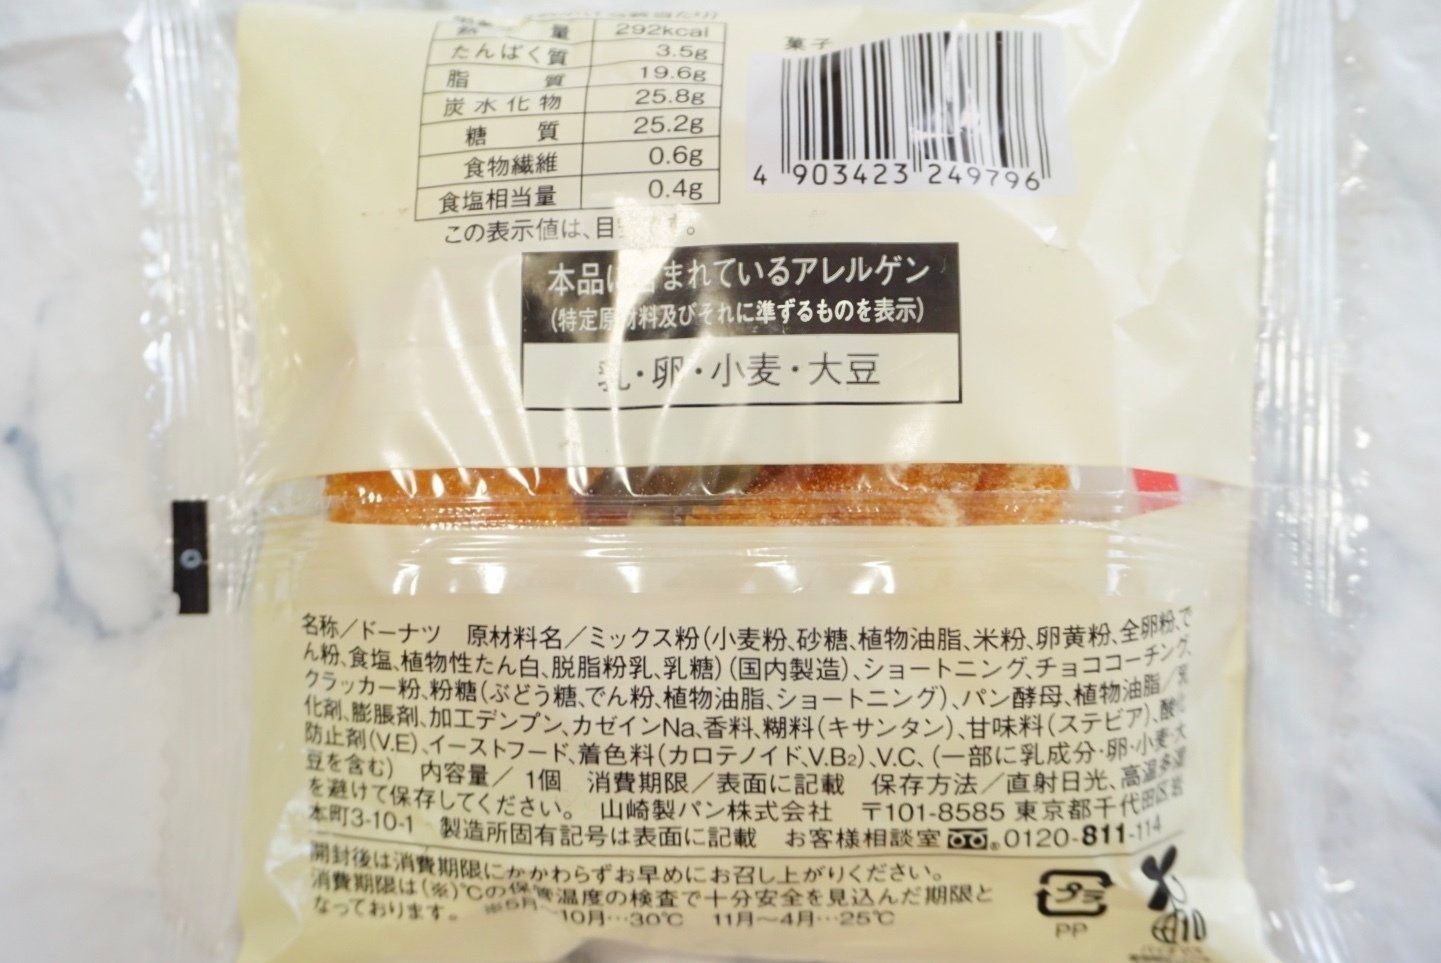 熱量 292kcal
たんぱく質 3.5g
脂質 19.6g
炭水化物 25.8g
糖質 25.2g
食物繊維 0.6g
食塩相当量 0.4g
この表示値は、目安です。
菓子
4 903423 249796
本品に含まれているアレルゲン
(特定原材料及びそれに準ずるものを表示)
乳・卵・小麦・大豆
名称/ドーナツ 原材料名/ミックス粉(小麦粉、砂糖、植物油脂、米粉、卵黄粉、全卵粉、で
ん粉、食塩、植物性たん白、脱脂粉乳、乳糖)(国内製造)、ショートニング、チョココーチング、
クラッカー粉、粉糖(ぶどう糖、でん粉、植物油脂、ショートニング)、パン酵母、植物油脂/乳
化剤、膨脹剤、加工デンプン、カゼインNa、香料、糊料(キサンタン)、甘味料(ステビア)、酸化
防止剤(V.E)、イーストフード、着色料(カロテノイド、V.B2)、V.C、(一部に乳成分・卵・小麦・大
豆を含む) 内容量/1個 消費期限/表面に記載 保存方法/直射日光、高温多湿
を避けて保存してください。 山崎製パン株式会社 〒101-8585 東京都千代田区岩
本町3-10-1 製造所固有記号は表面に記載 お客様相談室 0120-811-114
開封後は消費期限にかかわらずお早めにお召し上がりください。
消費期限は(※)℃の保管温度の検査で十分安全を見込んだ期限と
なっております。 ※5月〜10月…30℃ 11月〜4月…25℃
プラ
PP
10